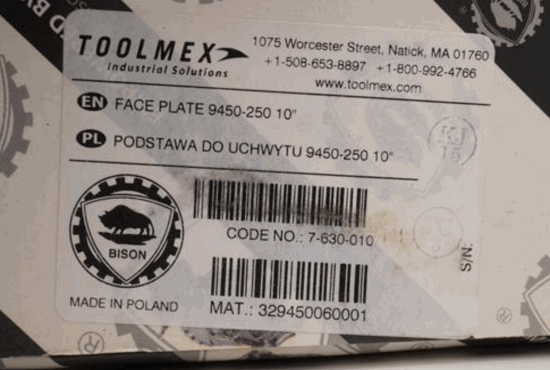 TOOLMEX
Industrial Solutions
1075 Worcester Street, Natick, MA 01760
+1-508-653-8897 +1-800-992-4766
www.toolmex.com
EN FACE PLATE 9450-250 10"
PL PODSTAWA DO UCHWYTU 9450-250 10"
CODE NO.: 7-630-010
BISON
S/N:
MADE IN POLAND
MAT.: 329450060001
®
®